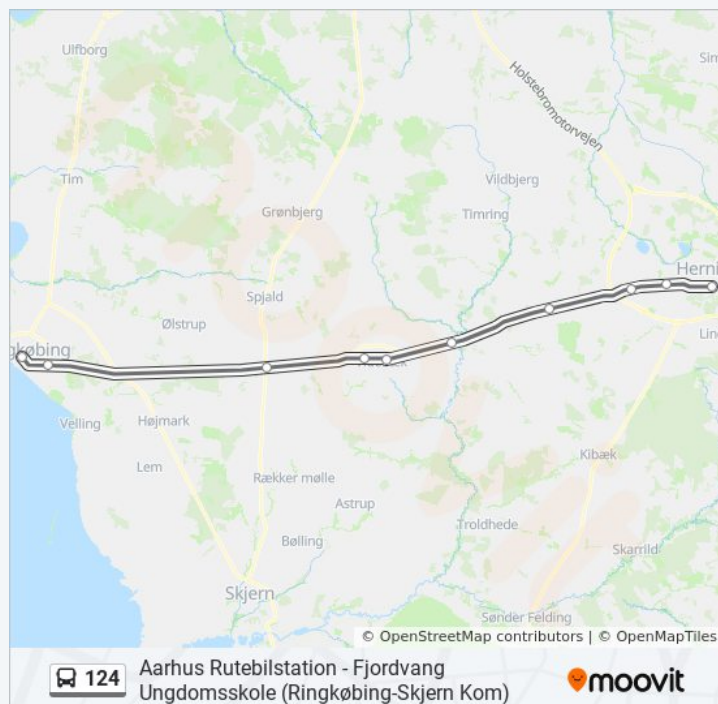 Ulfborg
Sim
Holstebromotorvejen
Tim
Vildbjerg
Grønbjerg
Timring
Herni
Spjald
Ølstrup
gkøbing
Lin
Velling
Højmark
Kibæk
Lem
Rækker mølle
Astrup
Troldhede
Bølling
Skarrild
Skjern
Sønder Felding
© OpenStreetMap contributors | © OpenMapTiles
124
Aarhus Rutebilstation - Fjordvang
Ungdomsskole (Ringkøbing-Skjern Kom)
moovit